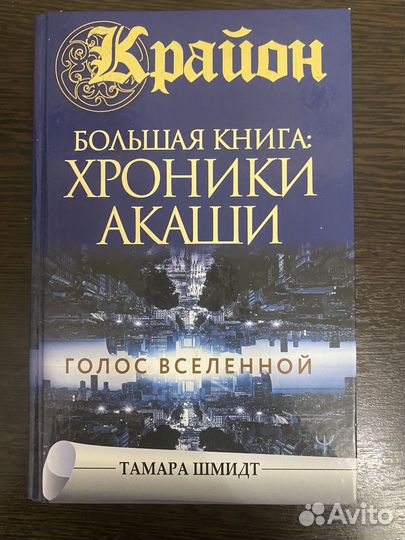 Крайон
БОЛЬШАЯ КНИГА:
ХРОНИКИ
АКАШИ
ГОЛОС ВСЕЛЕННОЙ
ТАМАРА ШМИДТ
Avito